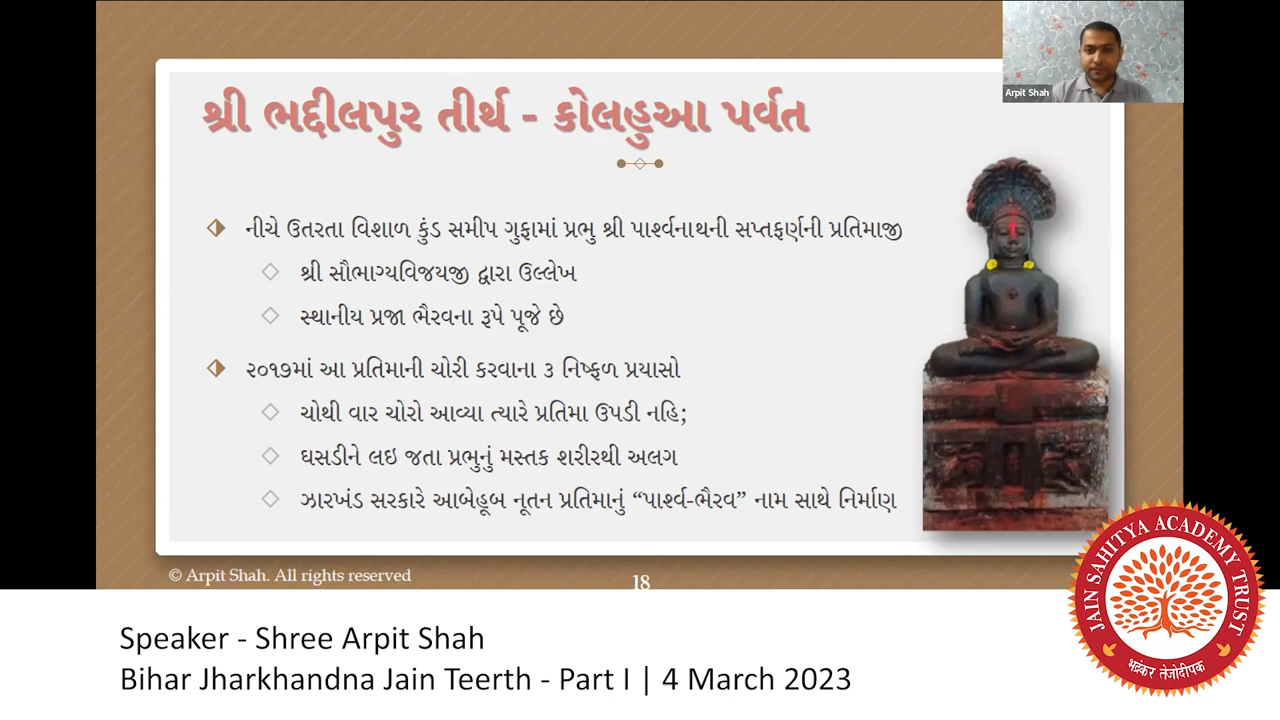 Arpit Shah
શ્રી ભદ્દીલપુર તીર્થ - કોલહુઆ પર્વત
નીચે ઉતરતા વિશાળ કુંડ સમીપ ગુફામાં પ્રભુ શ્રી પાર્શ્વનાથની સપ્તફર્ણની પ્રતિમાજી
શ્રી સૌભાગ્યવિજયજી દ્વારા ઉલ્લેખ
સ્થાનીય પ્રજા ભૈરવના રૂપે પૂજે છે
૨૦૧૭માં આ પ્રતિમાની ચોરી કરવાના ૩ નિષ્ફળ પ્રયાસો
ચોથી વાર ચોરો આવ્યા ત્યારે પ્રતિમા ઉપડી નહિ;
ઘસડીને લઇ જતા પ્રભુનું મસ્તક શરીરથી અલગ
ઝારખંડ સરકારે આબેહૂબ નૂતન પ્રતિમાનું “પાર્શ્વ-ભૈરવ” નામ સાથે નિર્માણ
© Arpit Shah. All rights reserved
18
JAIN SAHITYA ACADEMY TRUST
भद्रंकर तेजोदीपक
Speaker - Shree Arpit Shah
Bihar Jharkhandna Jain Teerth - Part I | 4 March 2023